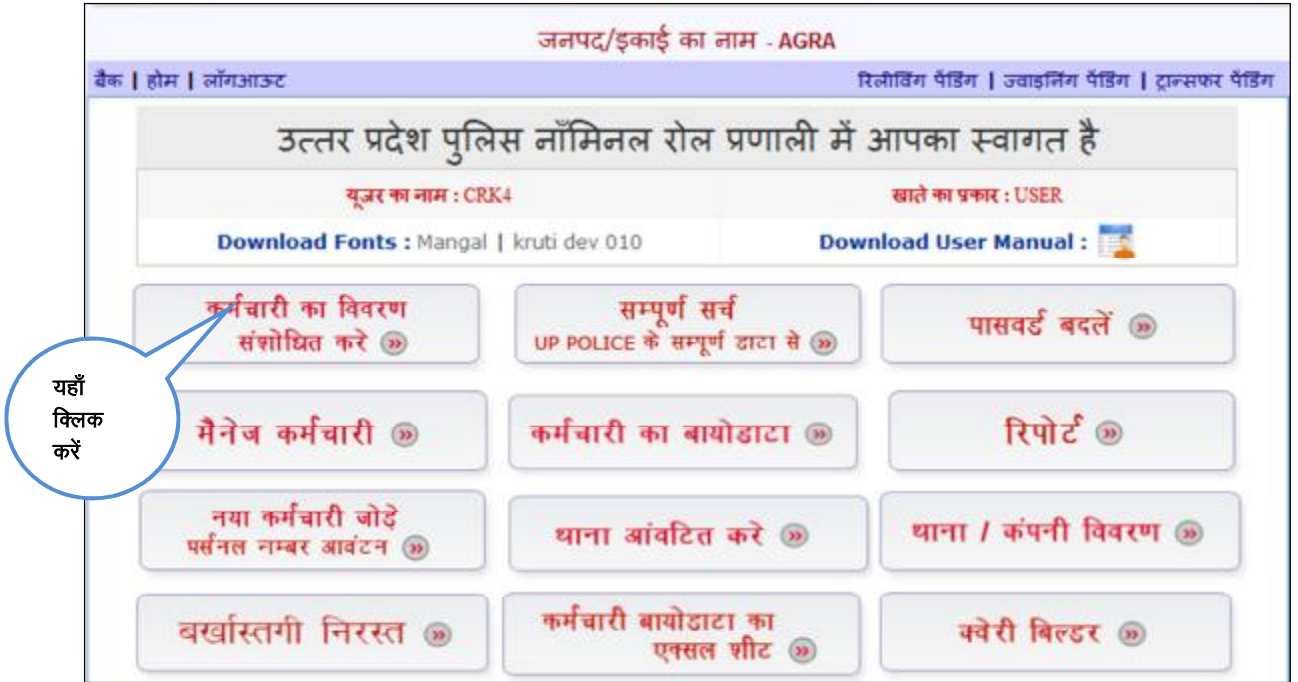 जनपद/इकाई का नाम - AGRA
बैक | होम | लॉगआऊट
रिलीविंग पेंडिंग | ज्वाइनिंग पेंडिंग | ट्रान्सफर पेंडिंग
उत्तर प्रदेश पुलिस नॉमिनल रोल प्रणाली में आपका स्वागत है
यूजर का नाम : CRK4
खाते का प्रकार : USER
Download Fonts : Mangal | kruti dev 010
Download User Manual :
कर्मचारी का विवरण
संशोधित करे
सम्पूर्ण सर्च
UP POLICE के सम्पूर्ण डाटा से
पासवर्ड बदलें
यहाँ
क्लिक
करें
मैनेज कर्मचारी
कर्मचारी का बायोडाटा
रिपोर्ट
नया कर्मचारी जोड़े
पर्सनल नम्बर आवंटन
थाना आंवटित करे
थाना / कंपनी विवरण
बर्खास्तगी निरस्त
कर्मचारी बायोडाटा का
एक्सल शीट
क्वेरी बिल्डर